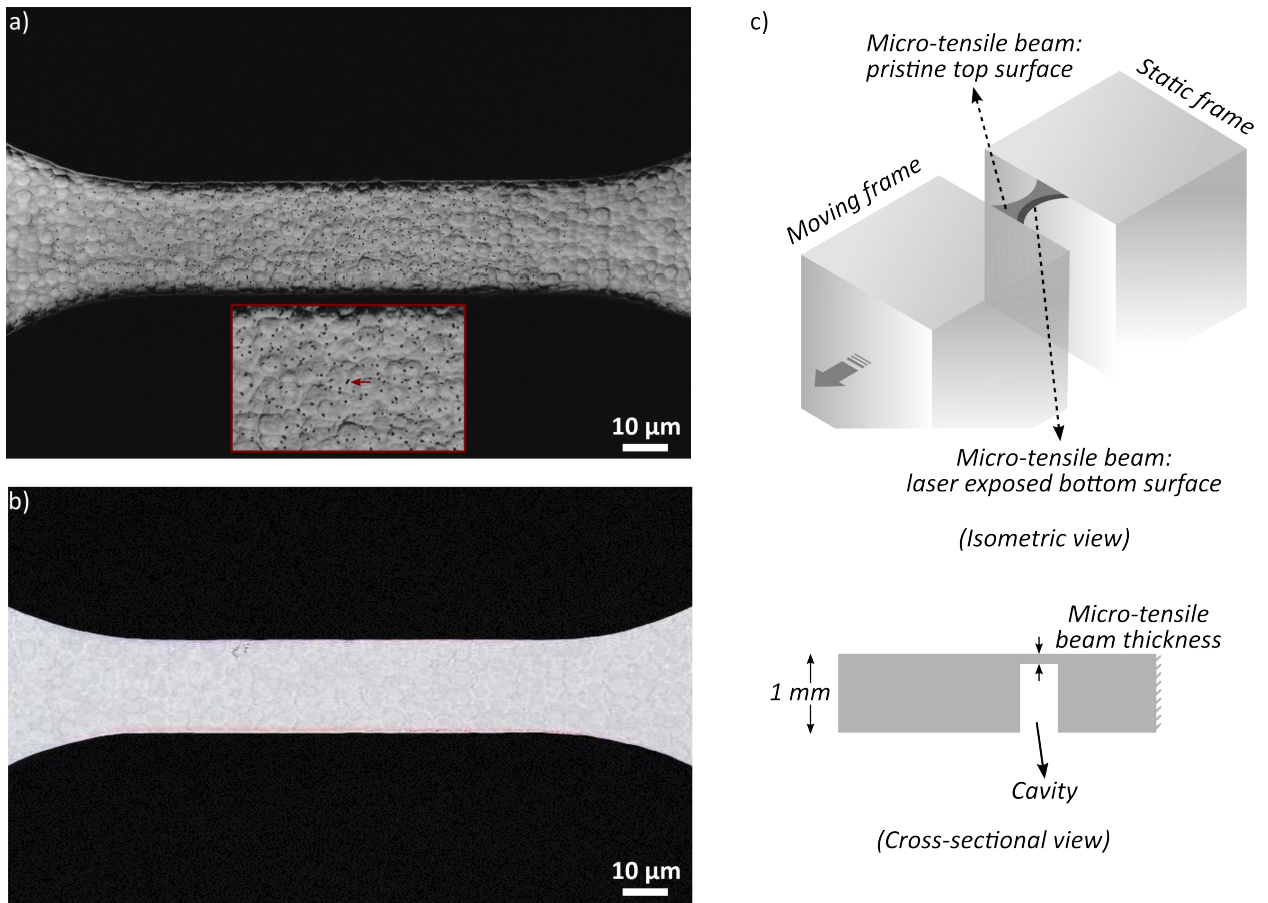 a)
10 µm
b)
10 µm
c)
Micro-tensile beam:
pristine top surface
Static frame
Moving frame
Micro-tensile beam:
laser exposed bottom surface
(Isometric view)
Micro-tensile
beam thickness
1 mm
Cavity
(Cross-sectional view)